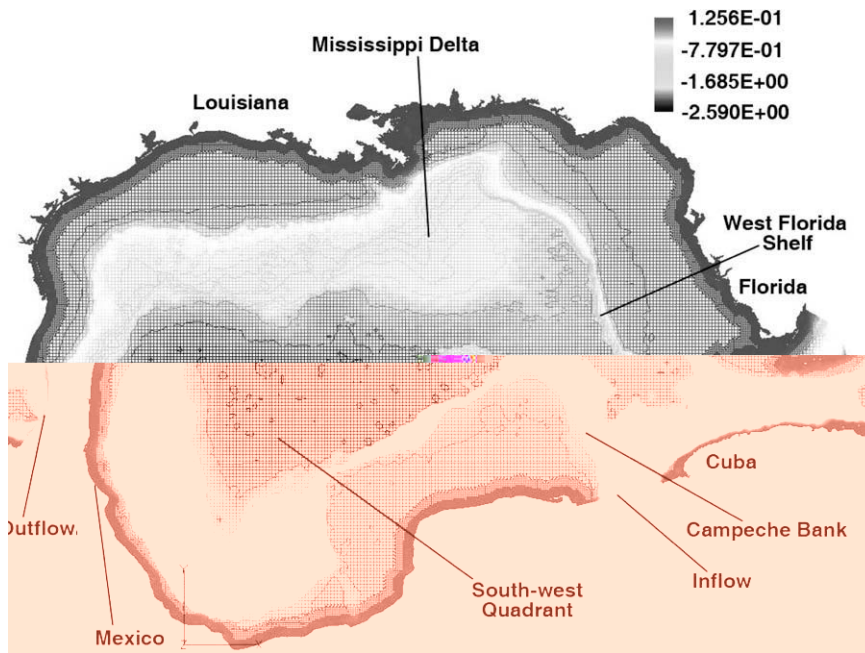 1.256E-01
-7.797E-01
-1.685E+00
-2.590E+00
Mississippi Delta
Louisiana
West Florida
Shelf
Florida
Cuba
Campeche Bank
Inflow
South-west
Quadrant
Mexico